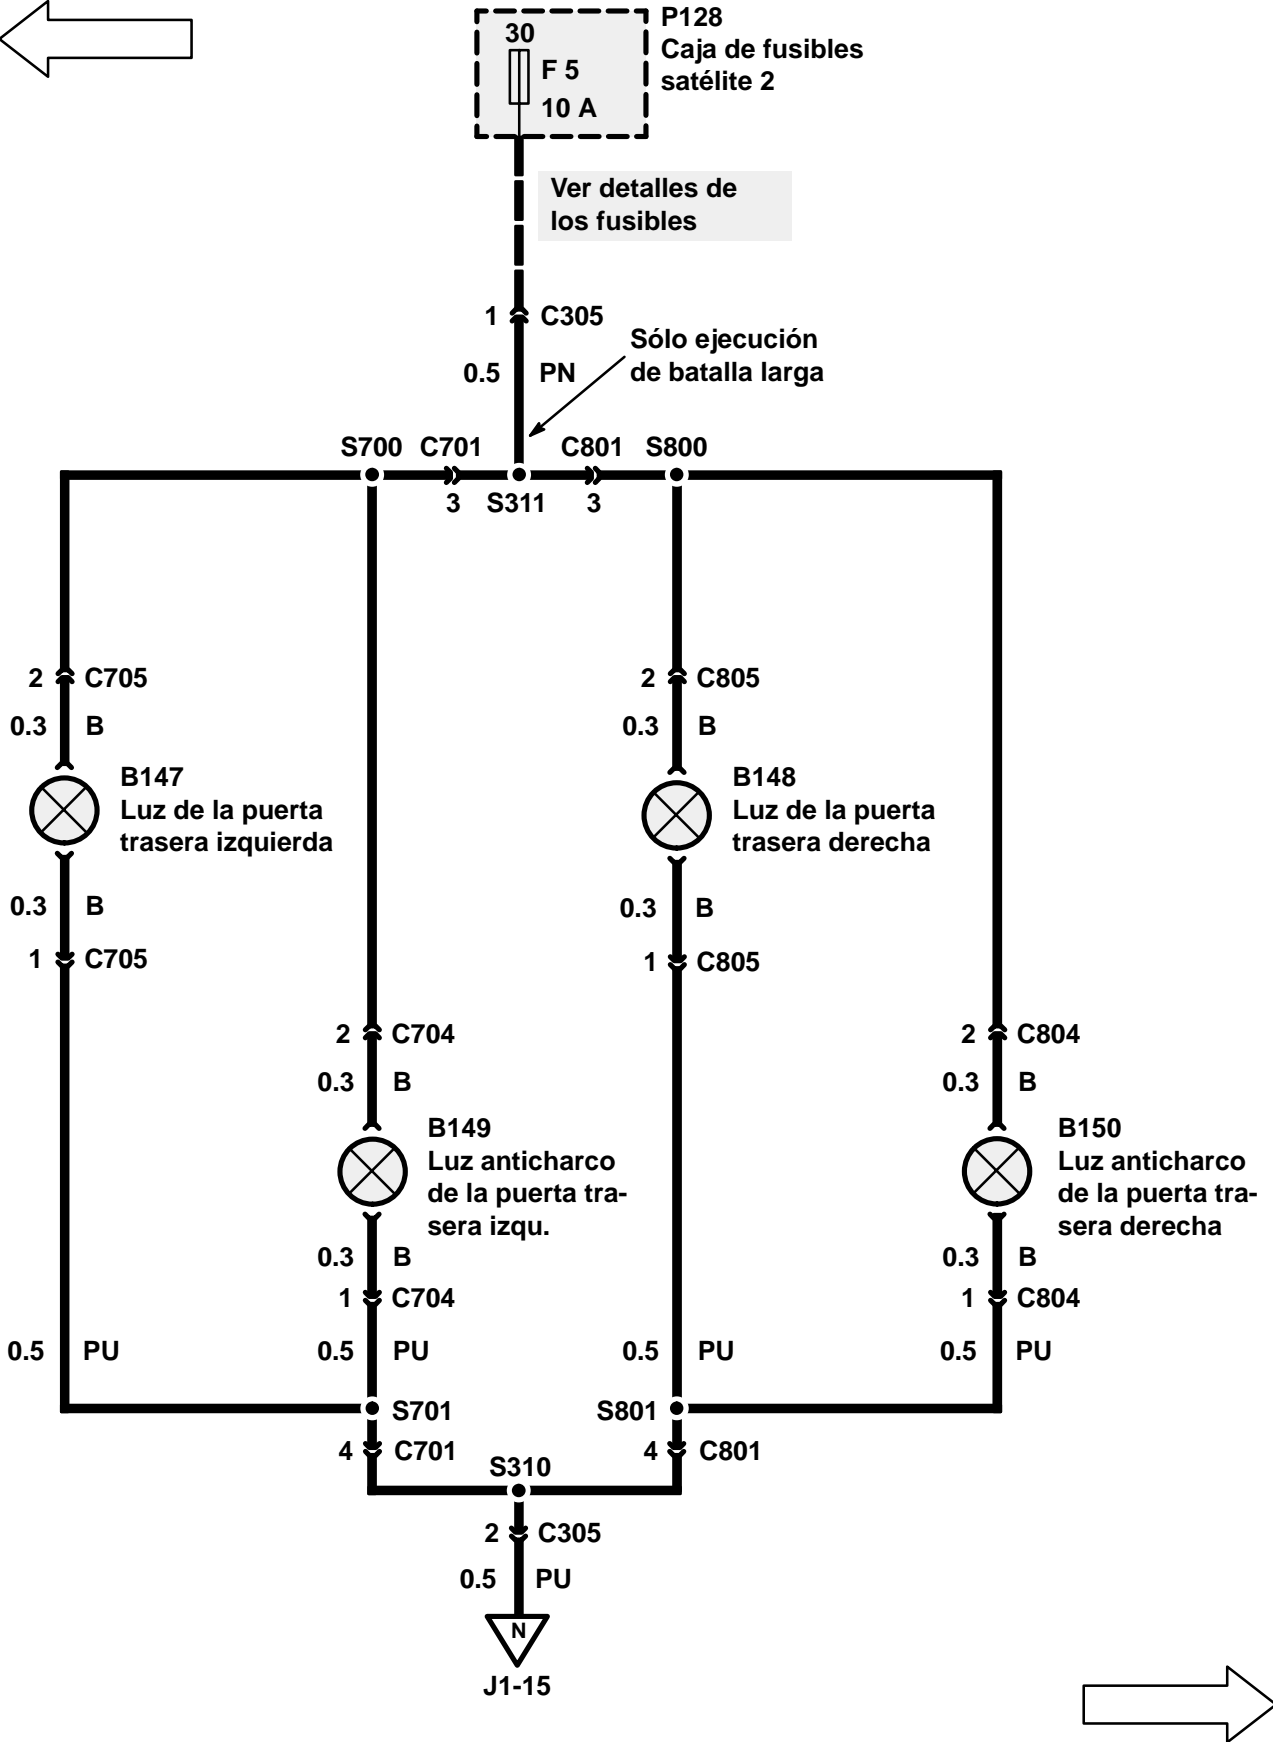 P128
30
Caja de fusibles
F 5
satélite 2
10 A
Ver detalles de
los fusibles
1 C305
Sólo ejecución
0.5 PN
de batalla larga
S700 C701 C801 S800
3 S311 3
2 C705
2 C805
0.3 B
0.3 B
B147
Luz de la puerta
trasera izquierda
B148
Luz de la puerta
trasera derecha
0.3 B
0.3 B
1 C705
1 C805
2 C704
2 C804
0.3 B
0.3 B
B149
Luz anticharco
de la puerta tra-
sera izqu.
B150
Luz anticharco
de la puerta tra-
sera derecha
0.3 B
0.3 B
1 C704
1 C804
0.5 PU
0.5 PU
0.5 PU
0.5 PU
S701
S801
4 C701
4 C801
S310
2 C305
0.5 PU
N
J1-15